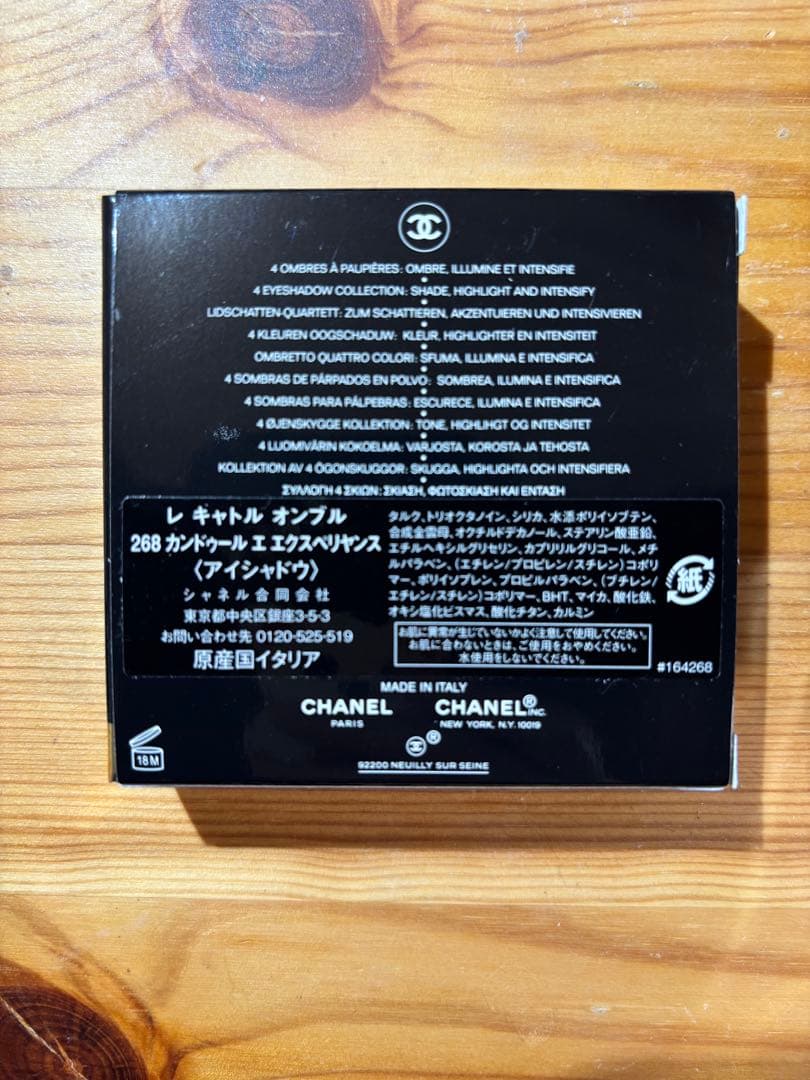 4 OMBRES À PAUPIÈRES: OMBRE, ILLUMINE ET INTENSIFIE
4 EYESHADOW COLLECTION: SHADE, HIGHLIGHT AND INTENSIFY
LIDSCHATTEN-QUARTETT: ZUM SCHATTIEREN, AKZENTUIEREN UND INTENSIVIEREN
4 KLEUREN OOGSCHADUW: KLEUR, HIGHLIGHTER EN INTENSITEIT
OMBRETTO QUATTRO COLORI: SFUMA, ILLUMINA E INTENSIFICA
4 SOMBRAS DE PÁRPADOS EN POLVO: SOMBREA, ILUMINA E INTENSIFICA
4 SOMBRAS PARA PÁLPEBRAS: ESCURECE, ILUMINA E INTENSIFICA
4 ØJENSKYGGE KOLLEKTION: TONE, HIGHLIHGT OG INTENSITET
4 LUOMIVÄRIN KOKOELMA: VARJOSTA, KOROSTA JA TEHOSTA
KOLLEKTION AV 4 ÖGONSKUGGOR: SKUGGA, HIGHLIGHTA OCH INTENSIFIERA
ΣΥΛΛΟΓΗ 4 ΣΚΙΩΝ: ΣΚΙΑΣΗ, ΦΩΤΟΣΚΙΑΣΗ ΚΑΙ ΕΝΤΑΣΗ
レ キャトル オンブル
268 カンドゥール エ エクスペリヤンス
〈アイシャドウ〉
シャネル合同会社
東京都中央区銀座3-5-3
お問い合わせ先 0120-525-519
原産国イタリア
タルク、トリオクタノイン、シリカ、水添ポリイソブテン、
合成金雲母、オクチルドデカノール、ステアリン酸亜鉛、
エチルヘキシルグリセリン、カプリリルグリコール、メチ
ルパラベン、(エチレン/プロピレン/スチレン)コポリ
マー、ポリイソプレン、プロピルパラベン、(ブチレン/
エチレン/スチレン)コポリマー、BHT、マイカ、酸化鉄、
オキシ塩化ビスマス、酸化チタン、カルミン
お肌に異常が生じていないかよく注意して使用してください。
お肌に合わないときは、ご使用をおやめください。
水使用をしないでください。
紙
#164268
MADE IN ITALY
CHANEL CHANEL® INC.
PARIS NEW YORK, N.Y. 10019
®
92200 NEUILLY SUR SEINE
18M